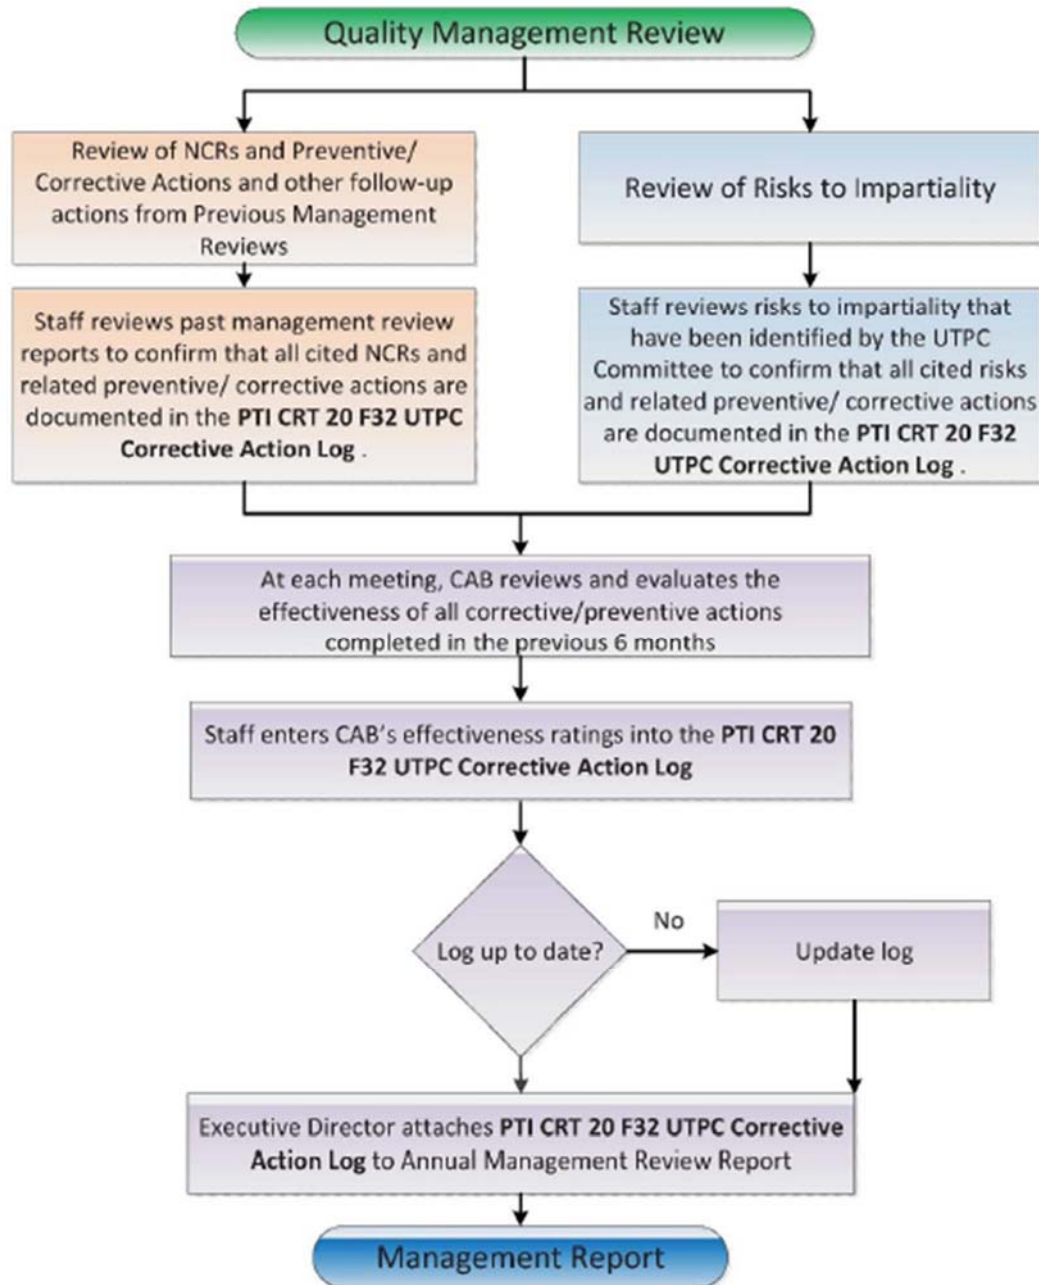 Quality Management Review
Review of NCRs and Preventive/
Corrective Actions and other follow-up
actions from Previous Management
Reviews
Review of Risks to Impartiality
Staff reviews past management review
reports to confirm that all cited NCRs and
related preventive/ corrective actions are
documented in the PTI CRT 20 F32 UTPC
Corrective Action Log .
Staff reviews risks to impartiality that
have been identified by the UTPC
Committee to confirm that all cited risks
and related preventive/ corrective actions
are documented in the PTI CRT 20 F32
UTPC Corrective Action Log .
At each meeting, CAB reviews and evaluates the
effectiveness of all corrective/preventive actions
completed in the previous 6 months
Staff enters CAB’s effectiveness ratings into the PTI CRT 20
F32 UTPC Corrective Action Log
Log up to date?
No
Update log
Executive Director attaches PTI CRT 20 F32 UTPC Corrective
Action Log to Annual Management Review Report
Management Report